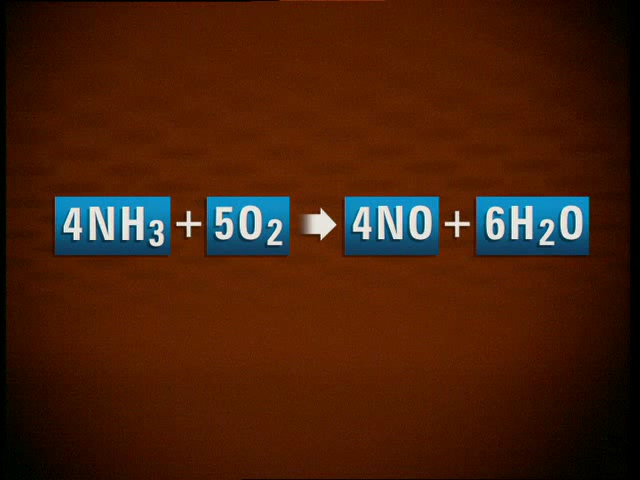 4NH₃ + 5O₂ → 4NO + 6H₂O